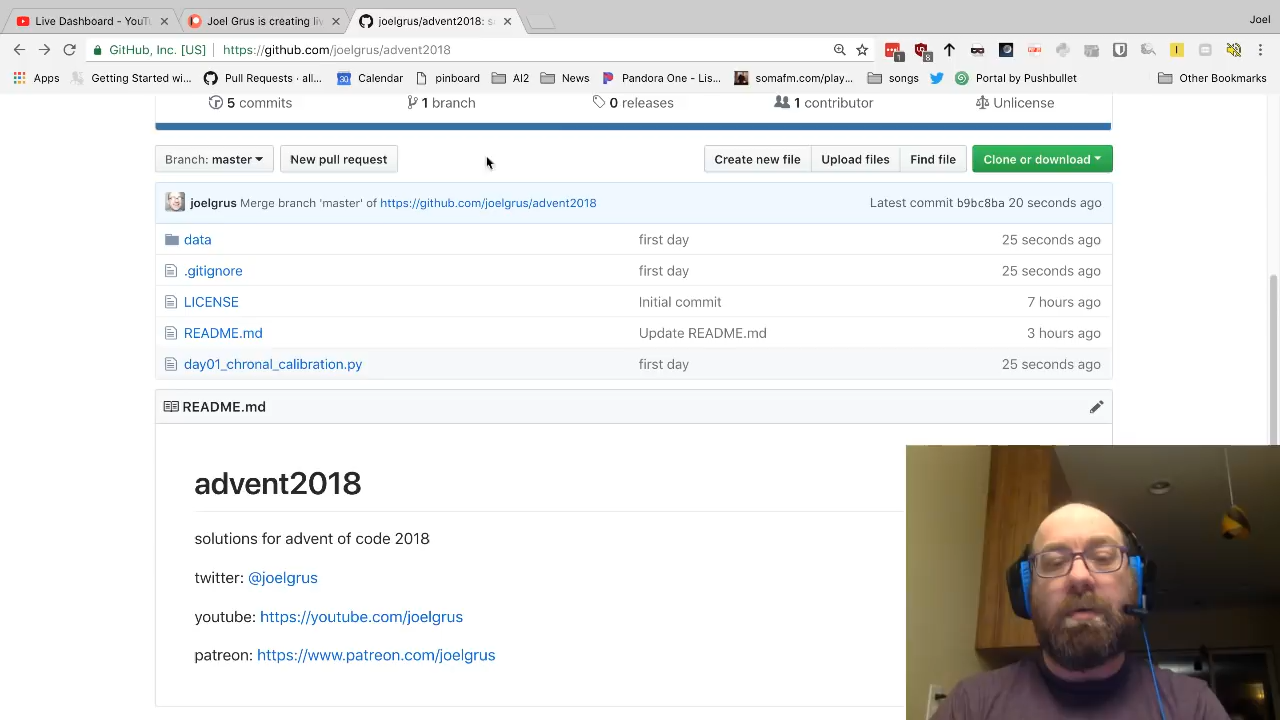 Live Dashboard - YouTu
Joel Grus is creating liv
joelgrus/advent2018: s
Joel
GitHub, Inc. [US]
https://github.com/joelgrus/advent2018
1
8
Apps
Getting Started wi...
Pull Requests · all...
30
Calendar
pinboard
AI2
News
Pandora One - Lis...
somafm.com/play...
songs
Portal by Pushbullet
Other Bookmarks
5 commits
1 branch
0 releases
1 contributor
Unlicense
Branch: master
New pull request
Create new file
Upload files
Find file
Clone or download
joelgrus Merge branch 'master' of https://github.com/joelgrus/advent2018
Latest commit b9bc8ba 20 seconds ago
data
first day
25 seconds ago
.gitignore
first day
25 seconds ago
LICENSE
Initial commit
7 hours ago
README.md
Update README.md
3 hours ago
day01_chronal_calibration.py
first day
25 seconds ago
README.md
advent2018
solutions for advent of code 2018
twitter: @joelgrus
youtube: https://youtube.com/joelgrus
patreon: https://www.patreon.com/joelgrus